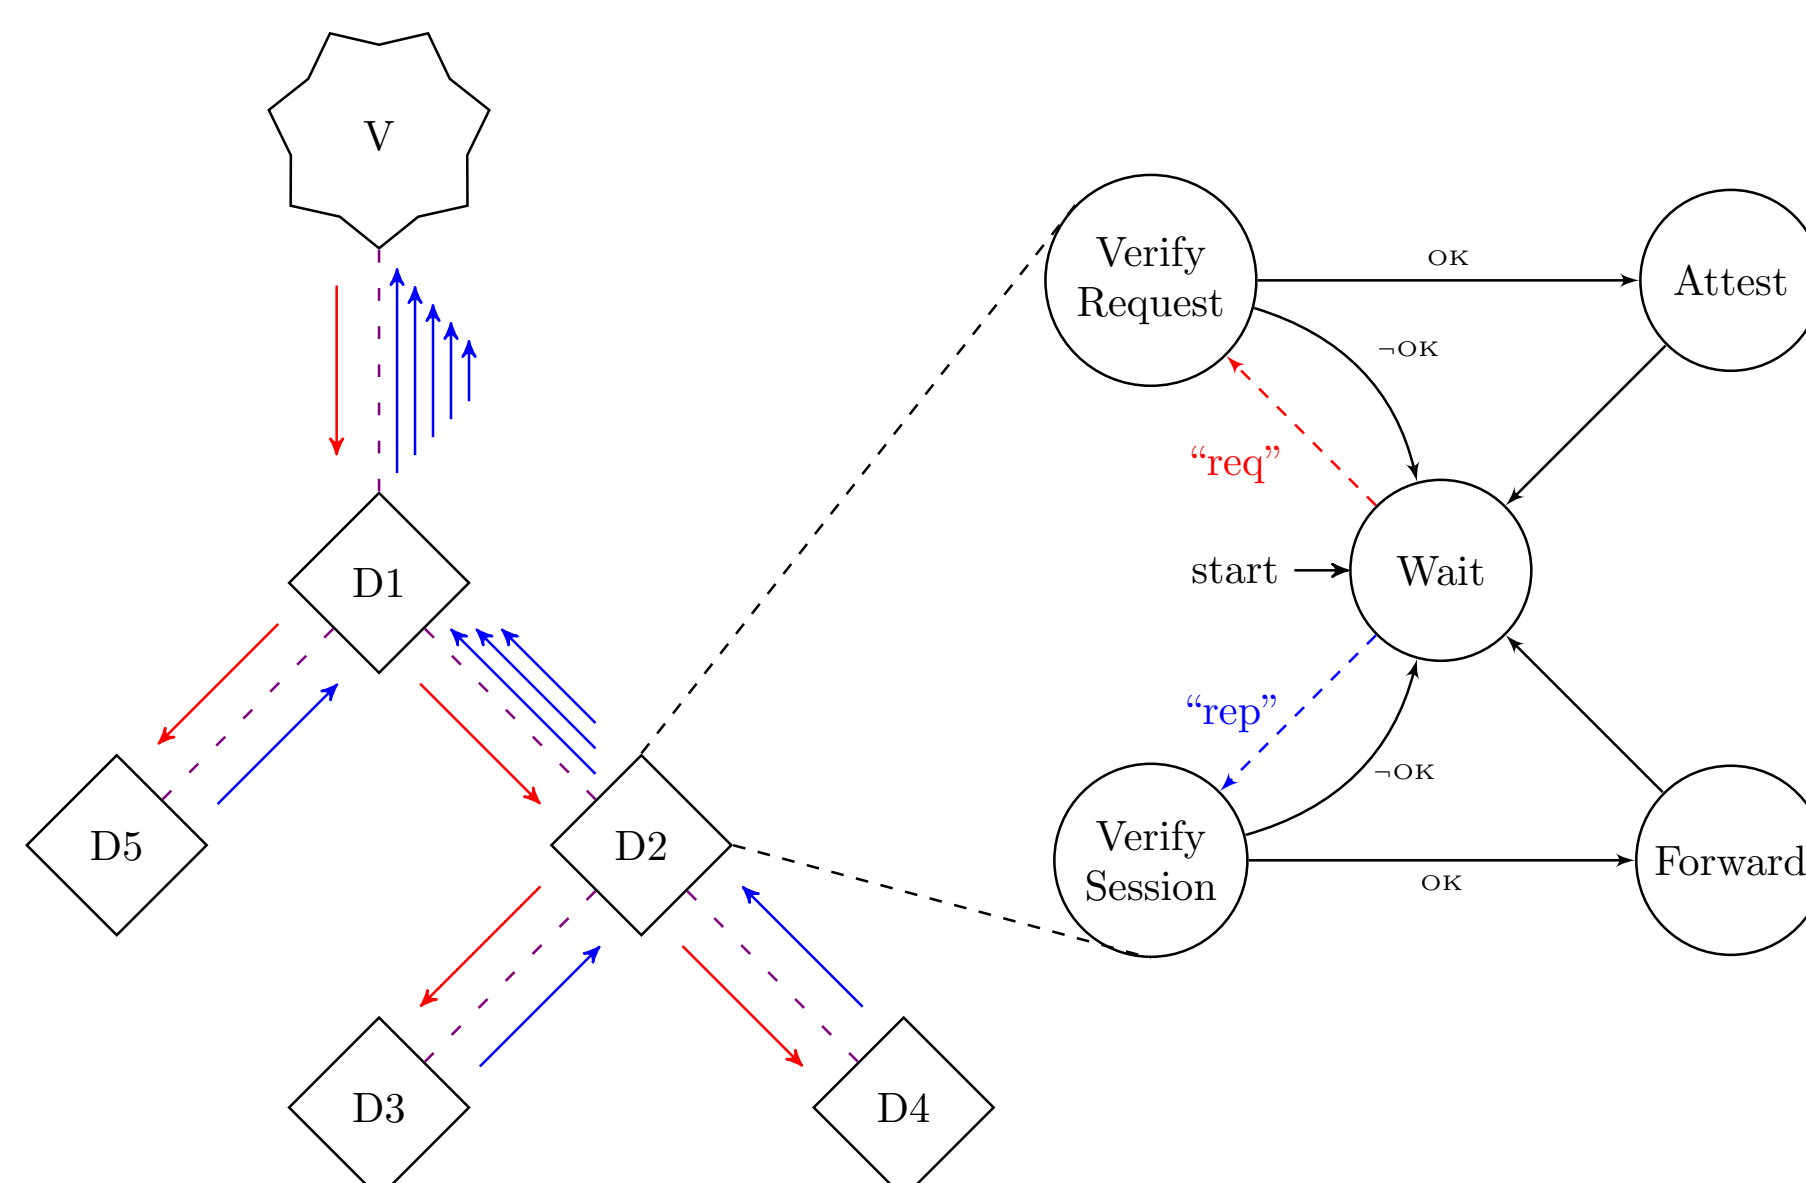 V
Verify
Request
OK
Attest
¬OK
“req”
start
Wait
D1
“rep”
¬OK
D5
D2
Verify
Session
OK
Forward
D3
D4